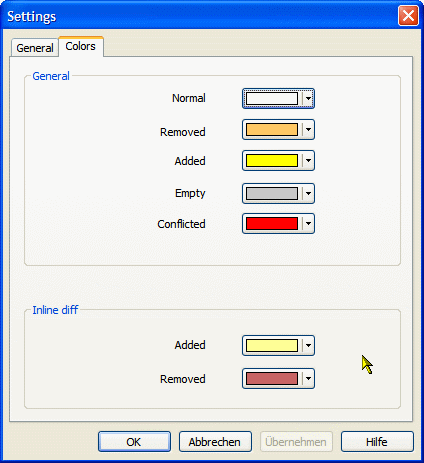 Settings
General Colors
General
Normal
Removed
Added
Empty
Conflicted
Inline diff
Added
Removed
OK Abbrechen Übernehmen Hilfe